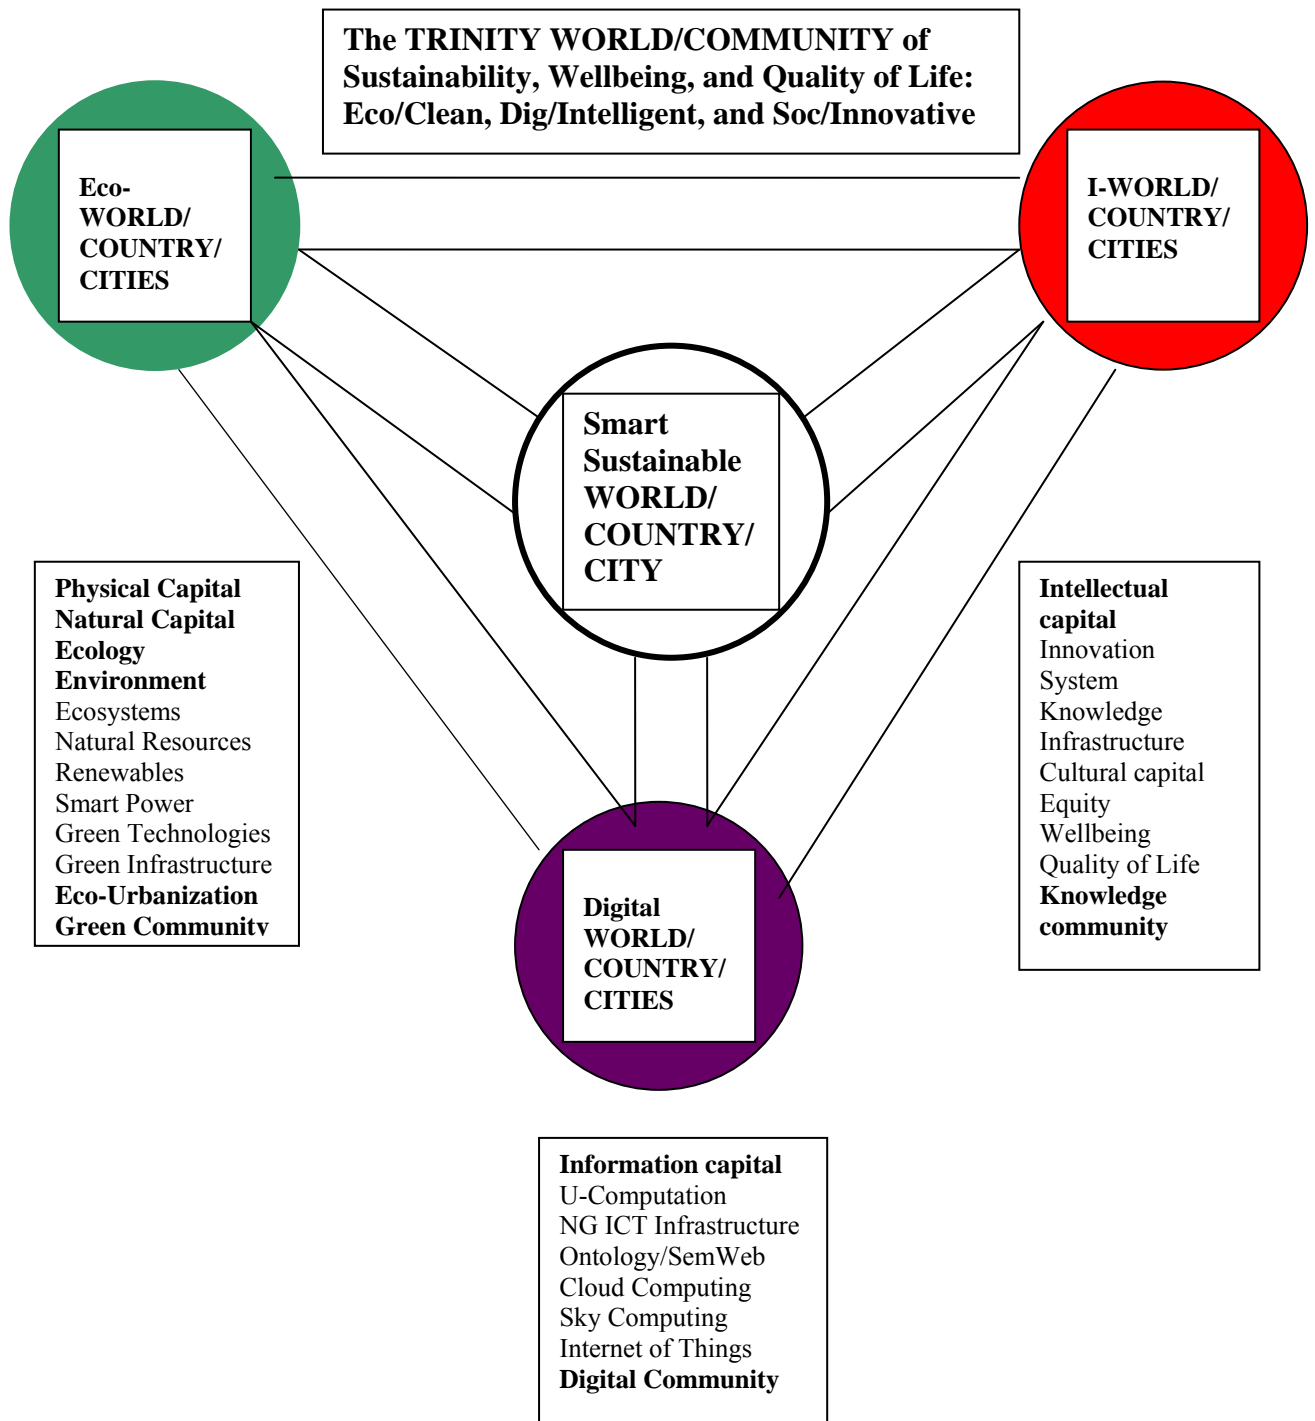 The TRINITY WORLD/COMMUNITY of
Sustainability, Wellbeing, and Quality of Life:
Eco/Clean, Dig/Intelligent, and Soc/Innovative
Eco-
WORLD/
COUNTRY/
CITIES
I-WORLD/
COUNTRY/
CITIES
Smart
Sustainable
WORLD/
COUNTRY/
CITY
Physical Capital
Natural Capital
Ecology
Environment
Ecosystems
Natural Resources
Renewables
Smart Power
Green Technologies
Green Infrastructure
Eco-Urbanization
Green Community
Intellectual
capital
Innovation
System
Knowledge
Infrastructure
Cultural capital
Equity
Wellbeing
Quality of Life
Knowledge
community
Digital
WORLD/
COUNTRY/
CITIES
Information capital
U-Computation
NG ICT Infrastructure
Ontology/SemWeb
Cloud Computing
Sky Computing
Internet of Things
Digital Community